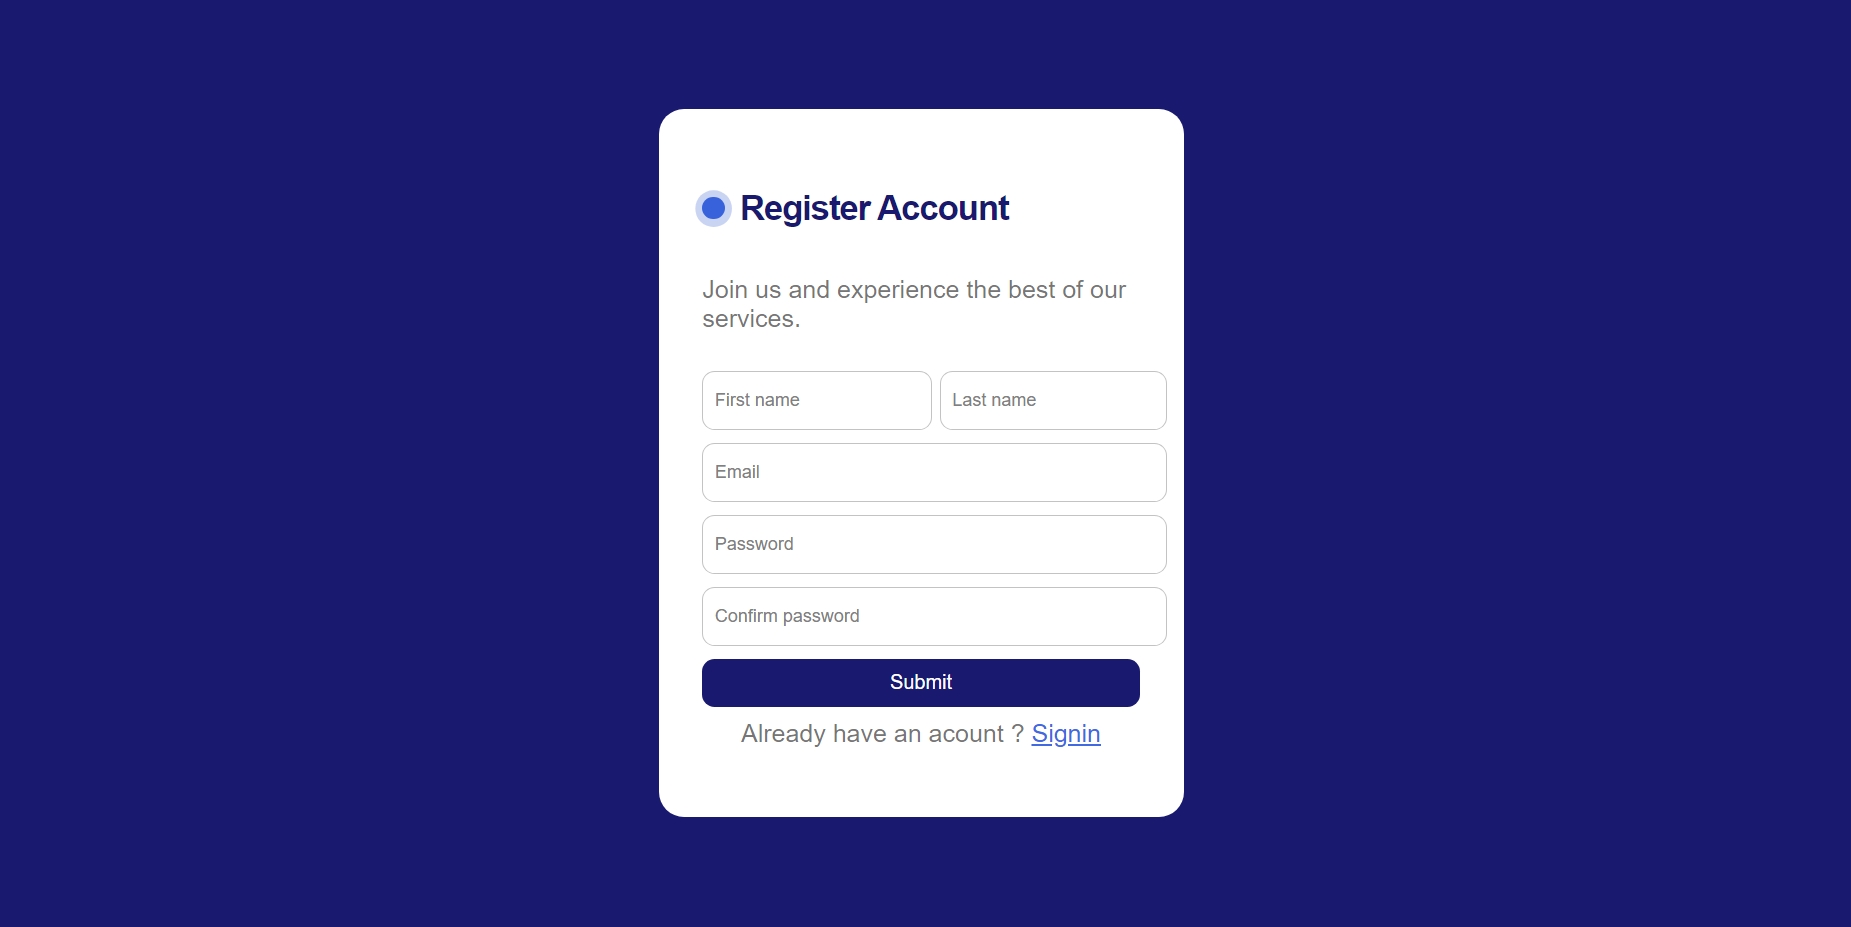 Register Account
Join us and experience the best of our
services.
First name
Last name
Email
Password
Confirm password
Submit
Already have an acount ? Signin